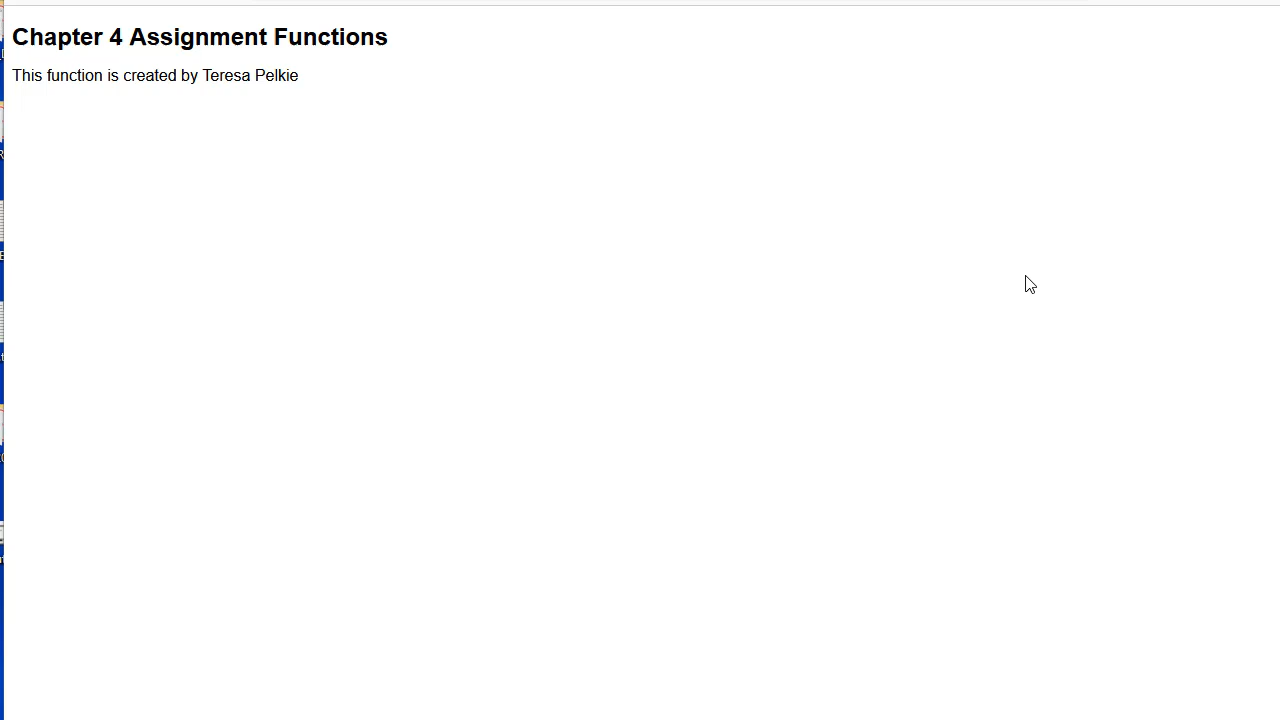 Chapter 4 Assignment Functions
This function is created by Teresa Pelkie